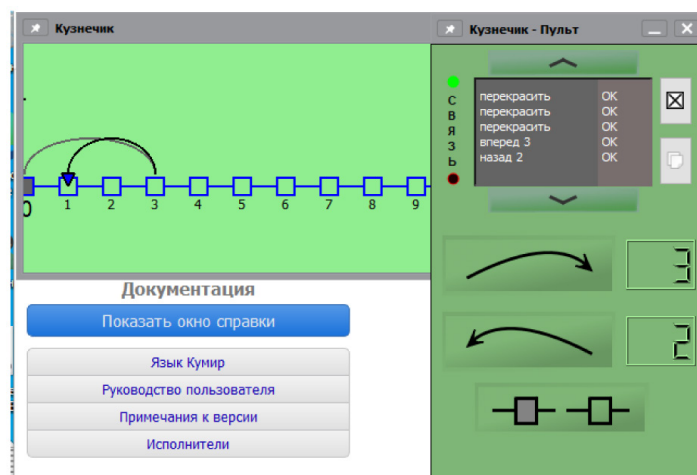 Кузнечик
0 1 2 3 4 5 6 7 8 9
Документация
Показать окно справки
Язык Кумир
Руководство пользователя
Примечания к версии
Исполнители
Кузнечик - Пульт
СВЯЗЬ
перекрасить OK
перекрасить OK
перекрасить OK
вперед 3 OK
назад 2 OK
3
2